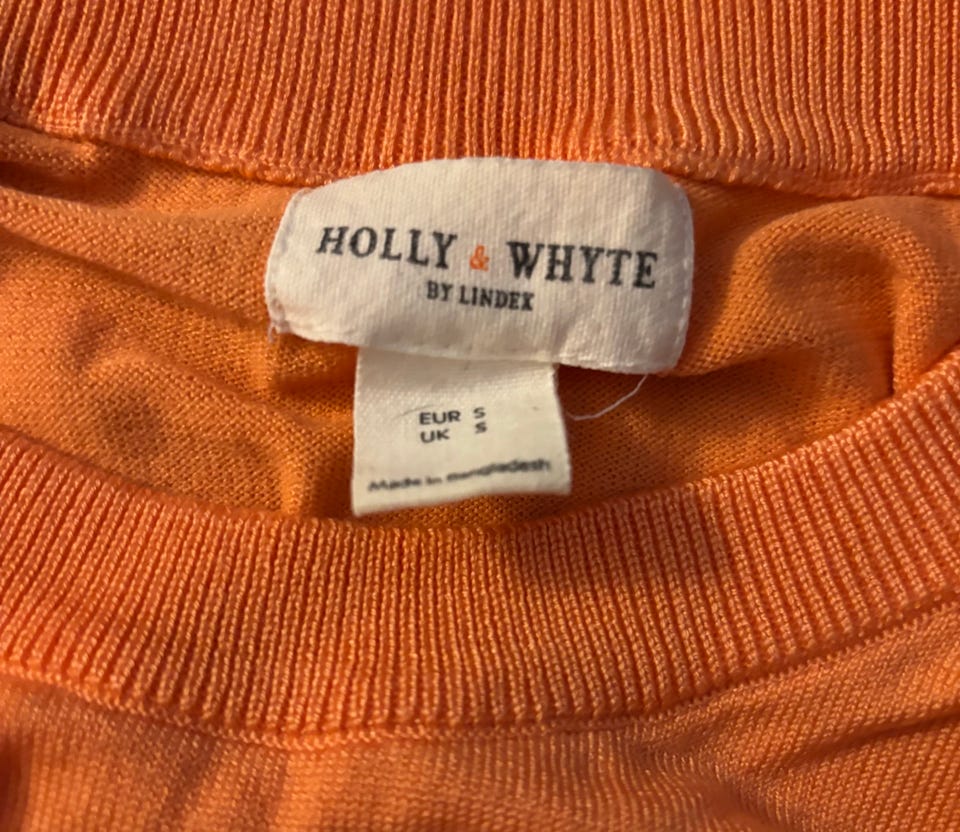 HOLLY & WHYTE
BY LINDEX
EUR S
UK S
Made in Bangladesh